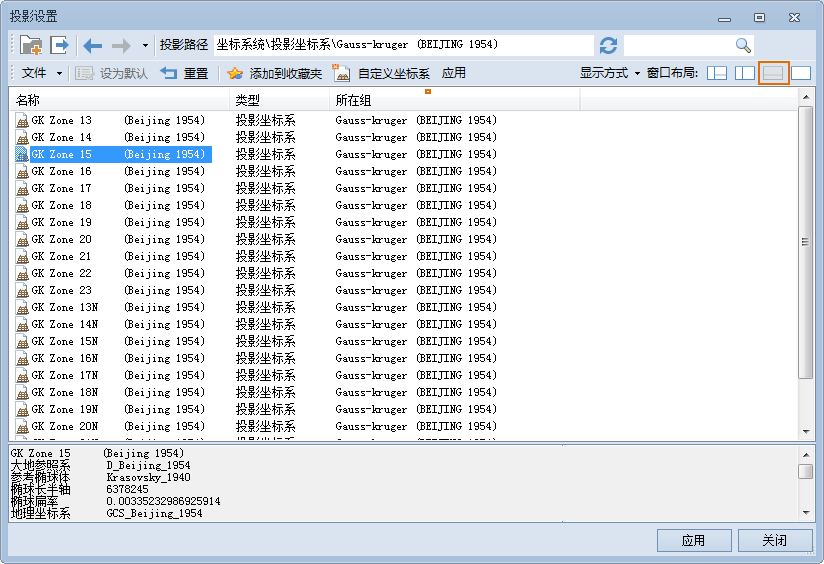 投影设置
投影路径 坐标系统\投影坐标系\Gauss-kruger (BEIJING 1954)
文件 设为默认 重置 添加到收藏夹 自定义坐标系 应用 显示方式 窗口布局:
名称 类型 所在组
GK Zone 13 (Beijing 1954) 投影坐标系 Gauss-kruger (BEIJING 1954)
GK Zone 14 (Beijing 1954) 投影坐标系 Gauss-kruger (BEIJING 1954)
GK Zone 15 (Beijing 1954) 投影坐标系 Gauss-kruger (BEIJING 1954)
GK Zone 16 (Beijing 1954) 投影坐标系 Gauss-kruger (BEIJING 1954)
GK Zone 17 (Beijing 1954) 投影坐标系 Gauss-kruger (BEIJING 1954)
GK Zone 18 (Beijing 1954) 投影坐标系 Gauss-kruger (BEIJING 1954)
GK Zone 19 (Beijing 1954) 投影坐标系 Gauss-kruger (BEIJING 1954)
GK Zone 20 (Beijing 1954) 投影坐标系 Gauss-kruger (BEIJING 1954)
GK Zone 21 (Beijing 1954) 投影坐标系 Gauss-kruger (BEIJING 1954)
GK Zone 22 (Beijing 1954) 投影坐标系 Gauss-kruger (BEIJING 1954)
GK Zone 23 (Beijing 1954) 投影坐标系 Gauss-kruger (BEIJING 1954)
GK Zone 13N (Beijing 1954) 投影坐标系 Gauss-kruger (BEIJING 1954)
GK Zone 14N (Beijing 1954) 投影坐标系 Gauss-kruger (BEIJING 1954)
GK Zone 15N (Beijing 1954) 投影坐标系 Gauss-kruger (BEIJING 1954)
GK Zone 16N (Beijing 1954) 投影坐标系 Gauss-kruger (BEIJING 1954)
GK Zone 17N (Beijing 1954) 投影坐标系 Gauss-kruger (BEIJING 1954)
GK Zone 18N (Beijing 1954) 投影坐标系 Gauss-kruger (BEIJING 1954)
GK Zone 19N (Beijing 1954) 投影坐标系 Gauss-kruger (BEIJING 1954)
GK Zone 20N (Beijing 1954) 投影坐标系 Gauss-kruger (BEIJING 1954)
GK Zone 15 (Beijing 1954)
大地参照系 D_Beijing_1954
参考椭球体 Krasovsky_1940
椭球长半轴 6378245
椭球扁率 0.00335232986925914
地理坐标系 GCS_Beijing_1954
应用 关闭